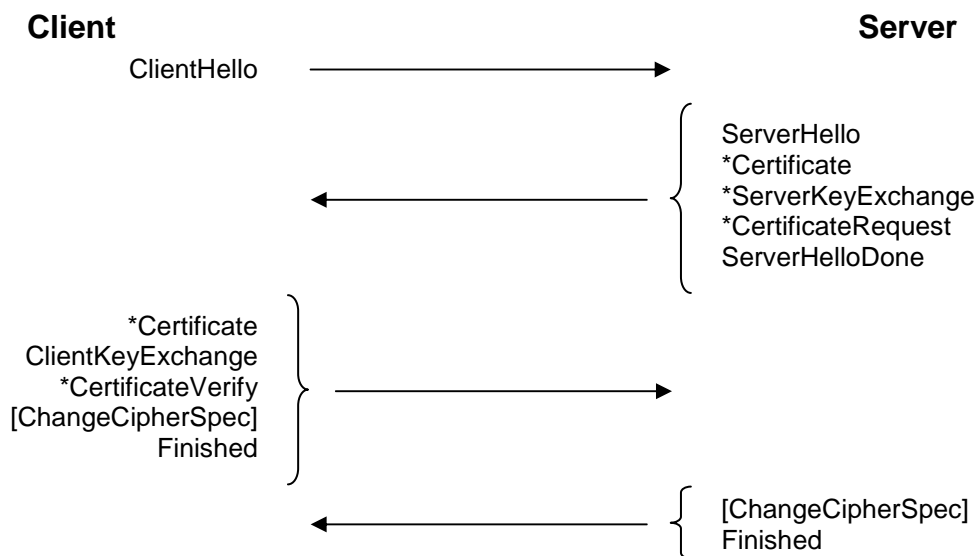 Client
Server
ClientHello
ServerHello
*Certificate
*ServerKeyExchange
*CertificateRequest
ServerHelloDone
*Certificate
ClientKeyExchange
*CertificateVerify
[ChangeCipherSpec]
Finished
[ChangeCipherSpec]
Finished